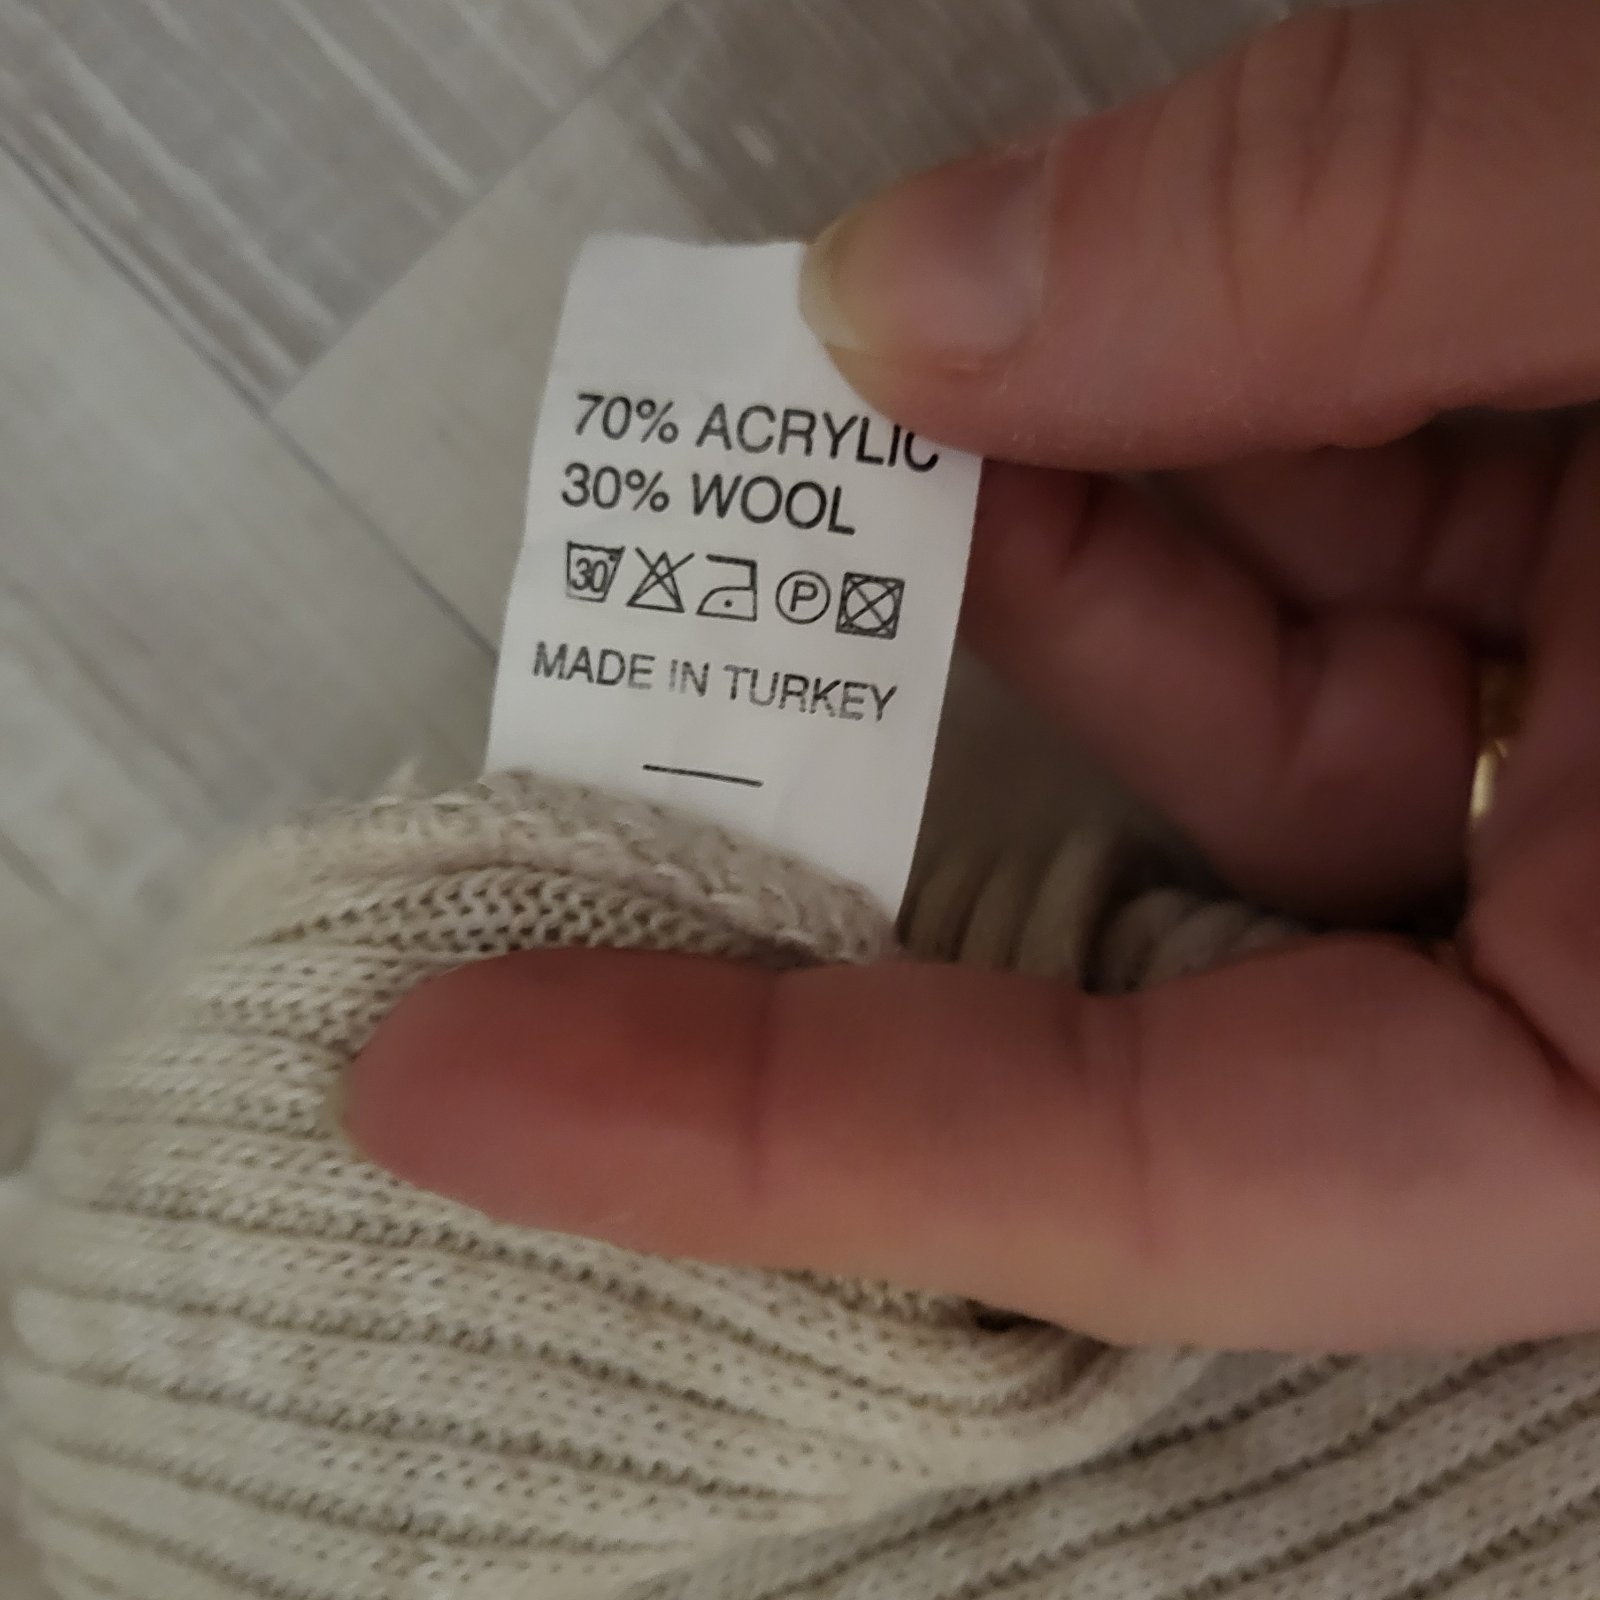 70% ACRYLIC
30% WOOL
30° P
MADE IN TURKEY